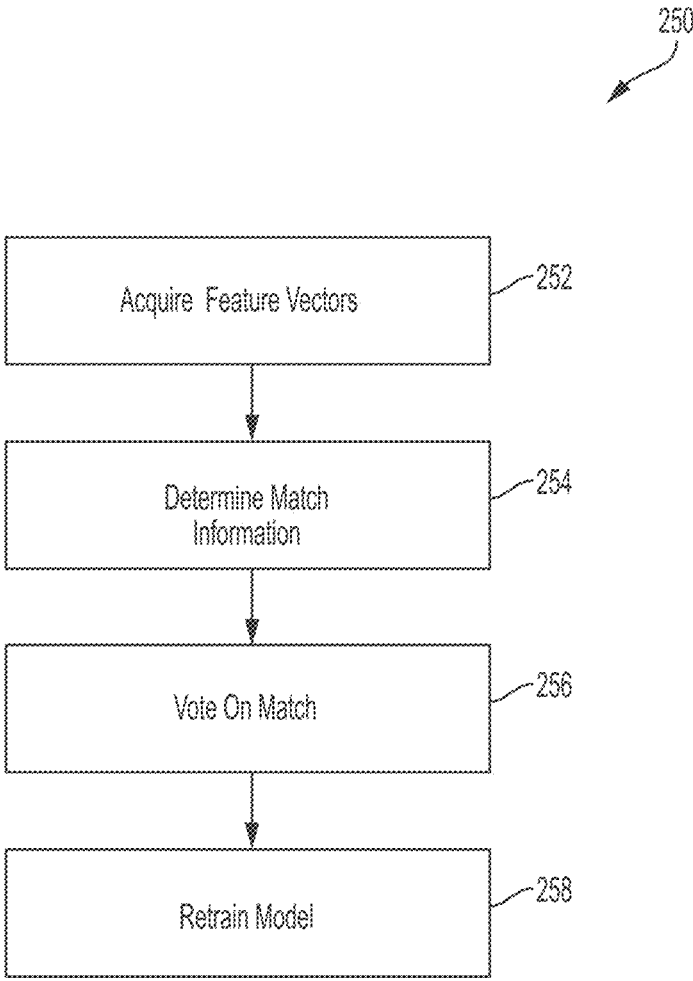 250
Acquire Feature Vectors
252
Determine Match
Information
254
Vote On Match
256
Retrain Model
258